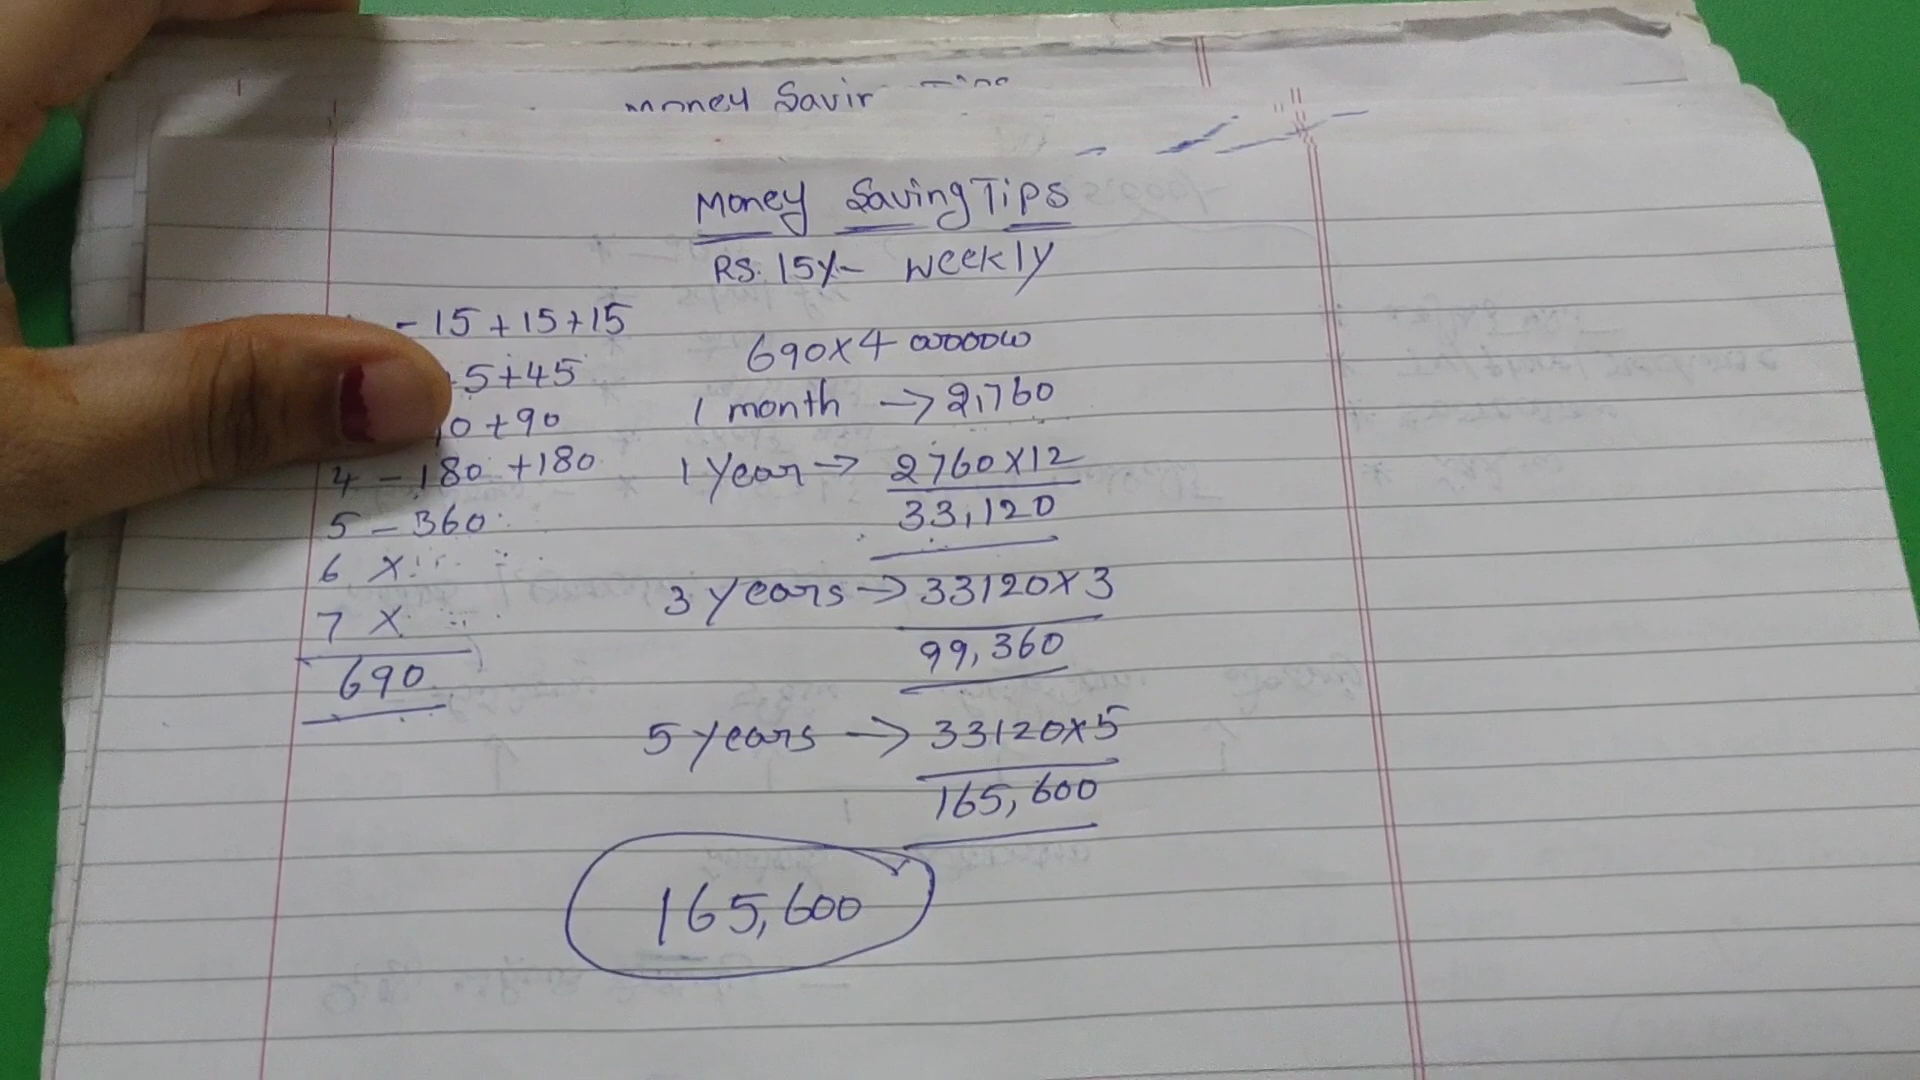 Money Saving Tips
RS. 15/- Weekly
- 15+15+15
5+45
0+90
4 - 180 +180
5 - 360
6 X
7 X
690
690X4
1 month → 2,760
1 Year → 2760X12
33,120
3 Years → 33120X3
99,360
5 years → 33120X5
165,600
165,600